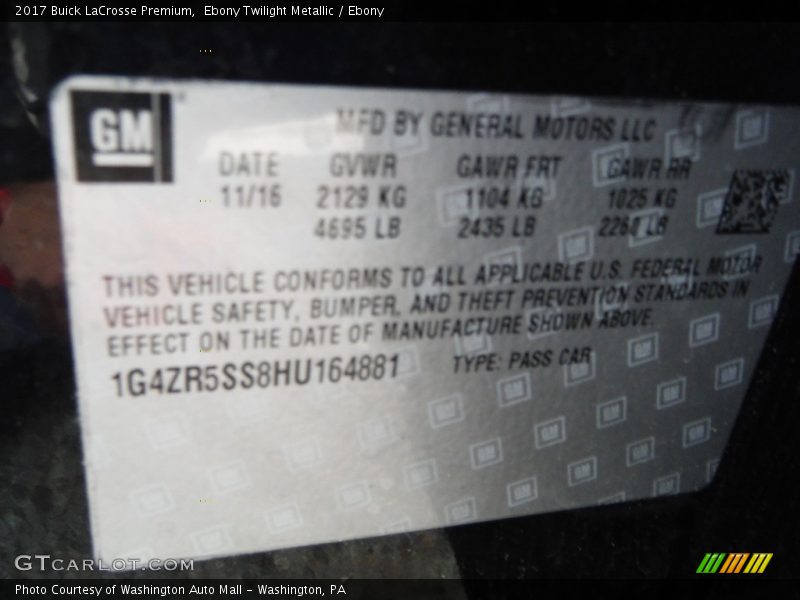 2017 Buick LaCrosse Premium,  Ebony Twilight Metallic / Ebony
GM
MFD BY GENERAL MOTORS LLC
DATE GVWR GAWR FRT GAWR RR
11/16 2129 KG 1104 KG 1025 KG
4695 LB 2435 LB 2260 LB
THIS VEHICLE CONFORMS TO ALL APPLICABLE U.S. FEDERAL MOTOR
VEHICLE SAFETY, BUMPER, AND THEFT PREVENTION STANDARDS IN
EFFECT ON THE DATE OF MANUFACTURE SHOWN ABOVE.
1G4ZR5SS8HU164881 TYPE: PASS CAR
GTCARLOT.COM
Photo Courtesy of Washington Auto Mall - Washington, PA